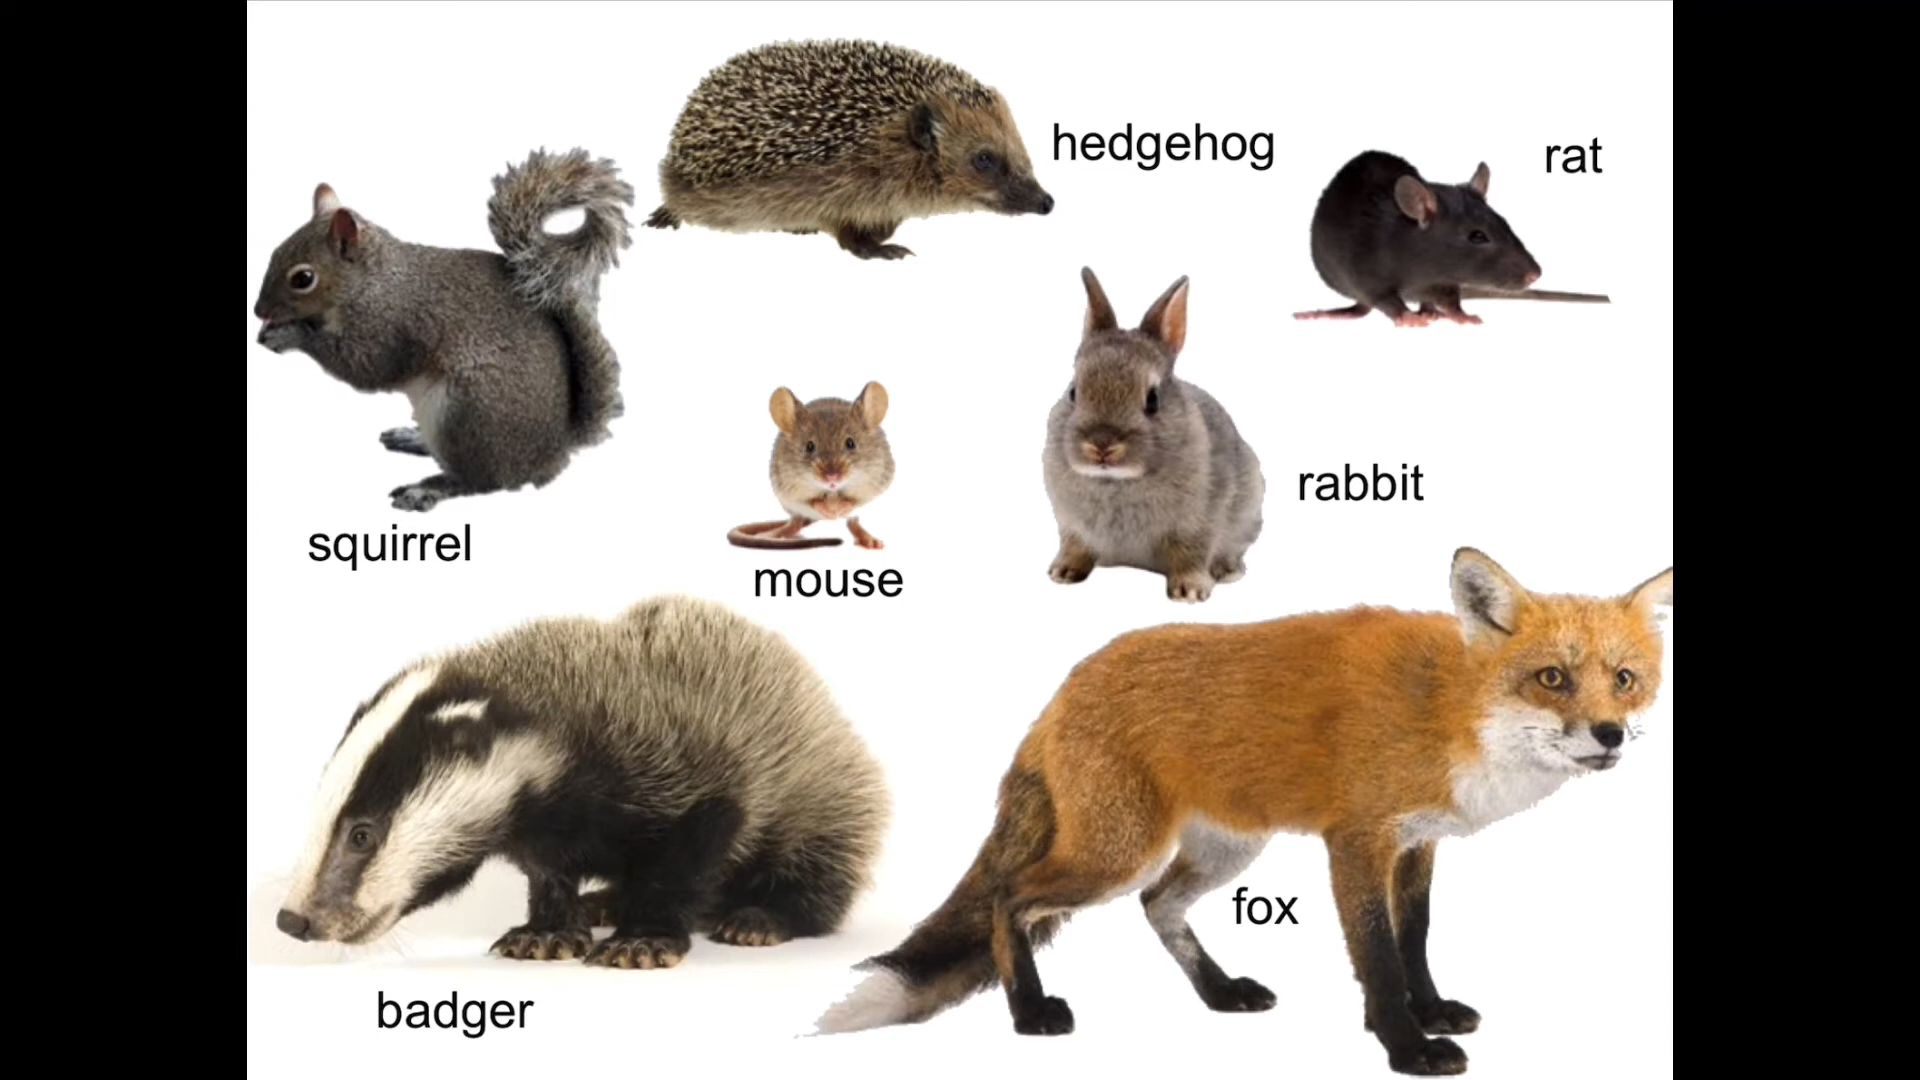 hedgehog
rat
squirrel
mouse
rabbit
badger
fox